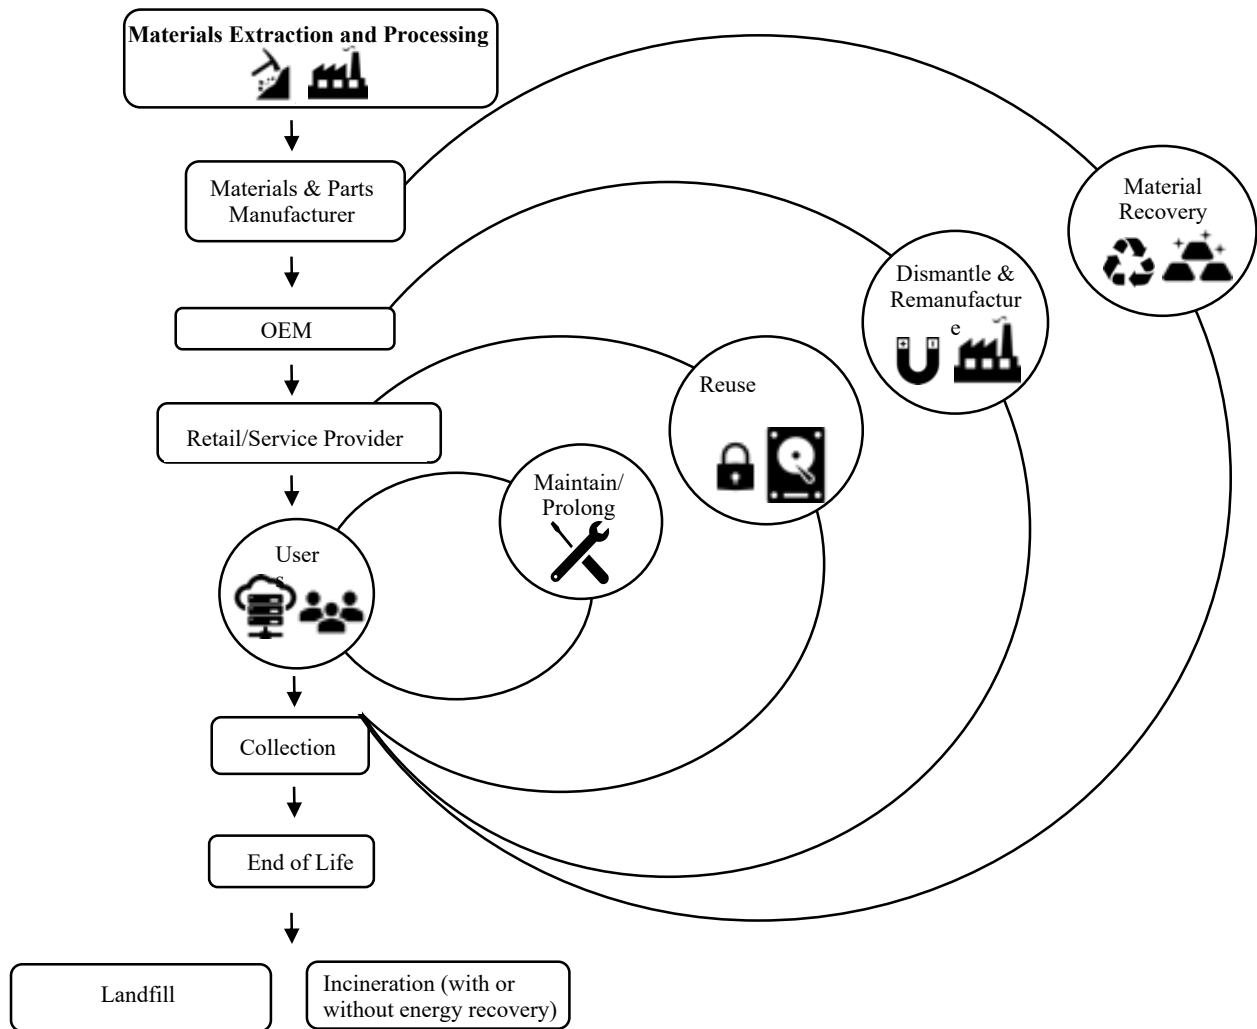 Materials Extraction and Processing
Materials & Parts
Manufacturer
OEM
Retail/Service Provider
User
s
Collection
End of Life
Landfill
Incineration (with or
without energy recovery)
Maintain/
Prolong
Reuse
Dismantle &
Remanufactur
e
Material
Recovery